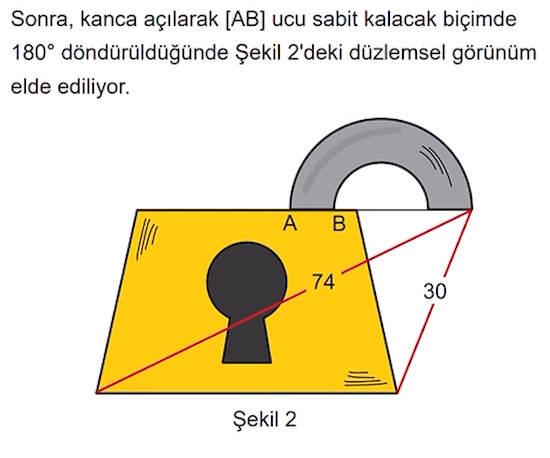 Sonra, kanca açılarak [AB] ucu sabit kalacak biçimde
180° döndürüldüğünde Şekil 2'deki düzlemsel görünüm
elde ediliyor.
A B
74
30
Şekil 2